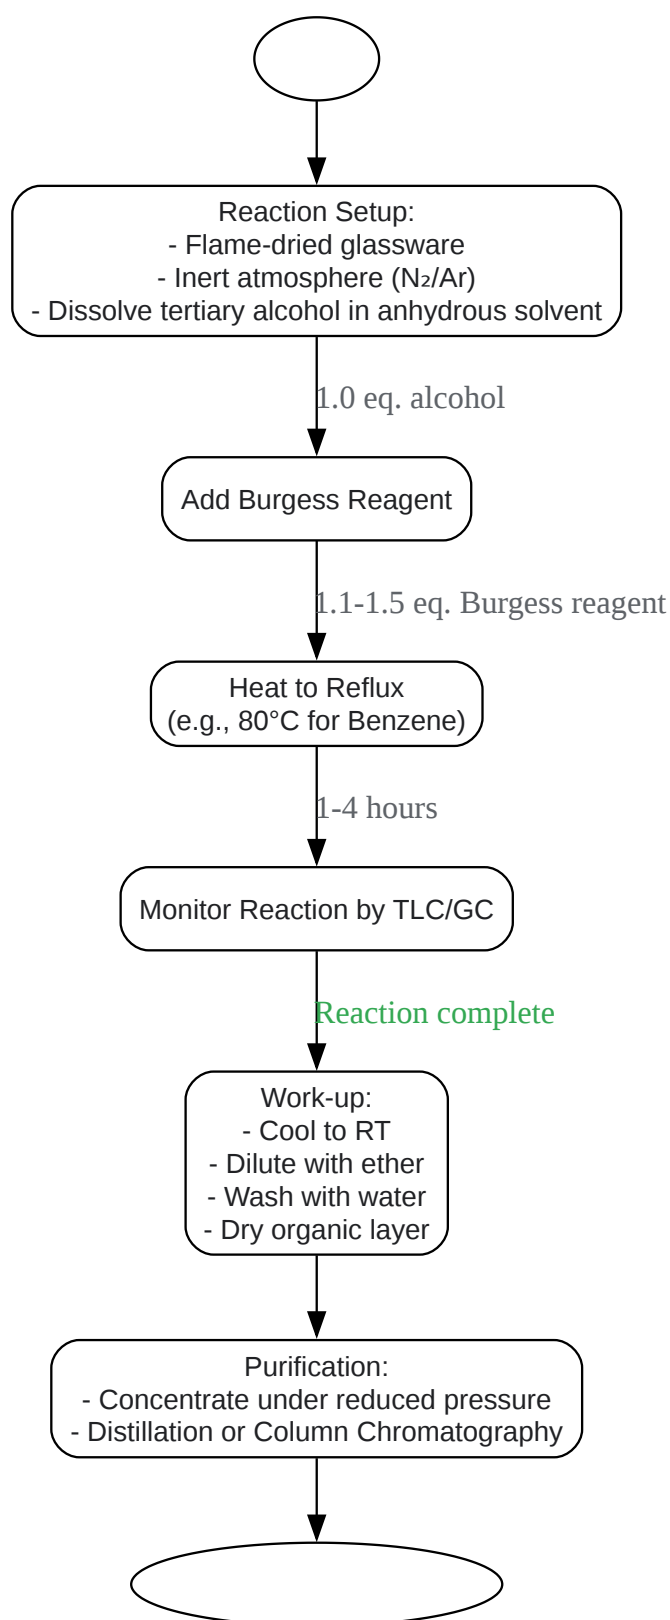 Reaction Setup:
- Flame-dried glassware
- Inert atmosphere (N₂/Ar)
- Dissolve tertiary alcohol in anhydrous solvent
1.0 eq. alcohol
Add Burgess Reagent
1.1-1.5 eq. Burgess reagent
Heat to Reflux
(e.g., 80°C for Benzene)
1-4 hours
Monitor Reaction by TLC/GC
Reaction complete
Work-up:
- Cool to RT
- Dilute with ether
- Wash with water
- Dry organic layer
Purification:
- Concentrate under reduced pressure
- Distillation or Column Chromatography